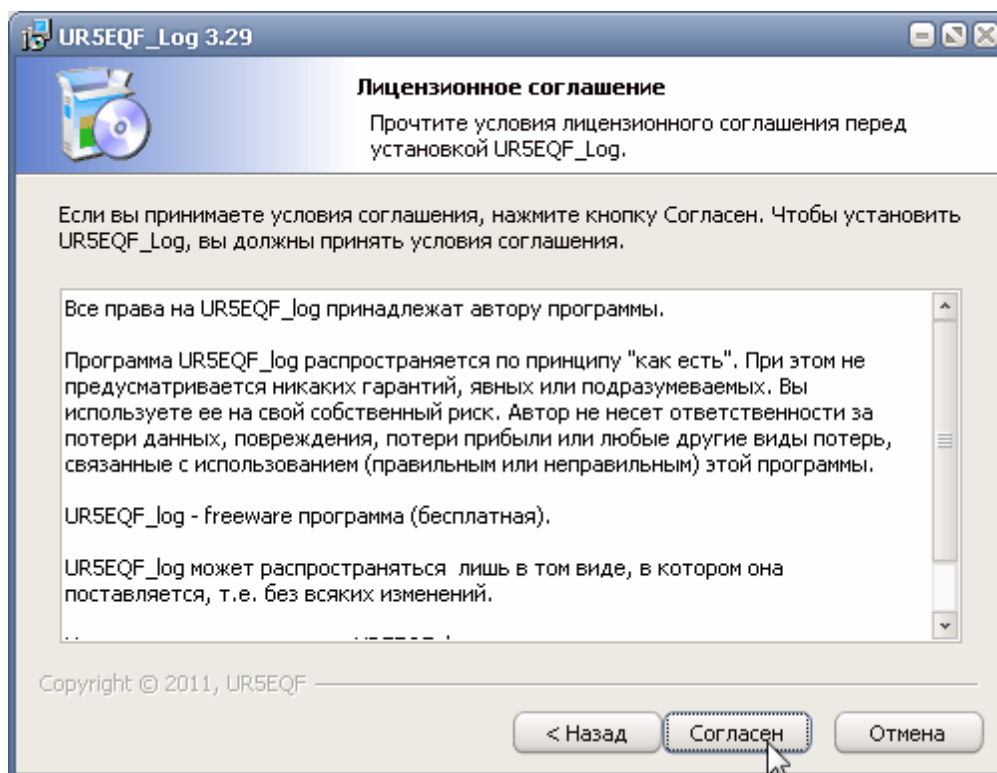 UR5EQF_Log 3.29
Лицензионное соглашение
Прочтите условия лицензионного соглашения перед
установкой UR5EQF_Log.
Если вы принимаете условия соглашения, нажмите кнопку Согласен. Чтобы установить
UR5EQF_Log, вы должны принять условия соглашения.
Все права на UR5EQF_log принадлежат автору программы.
Программа UR5EQF_log распространяется по принципу "как есть". При этом не
предусматривается никаких гарантий, явных или подразумеваемых. Вы
используете ее на свой собственный риск. Автор не несет ответственности за
потери данных, повреждения, потери прибыли или любые другие виды потерь,
связанные с использованием (правильным или неправильным) этой программы.
UR5EQF_log - freeware программа (бесплатная).
UR5EQF_log может распространяться  лишь в том виде, в котором она
поставляется, т.е. без всяких изменений.
Copyright © 2011, UR5EQF
< Назад
Согласен
Отмена